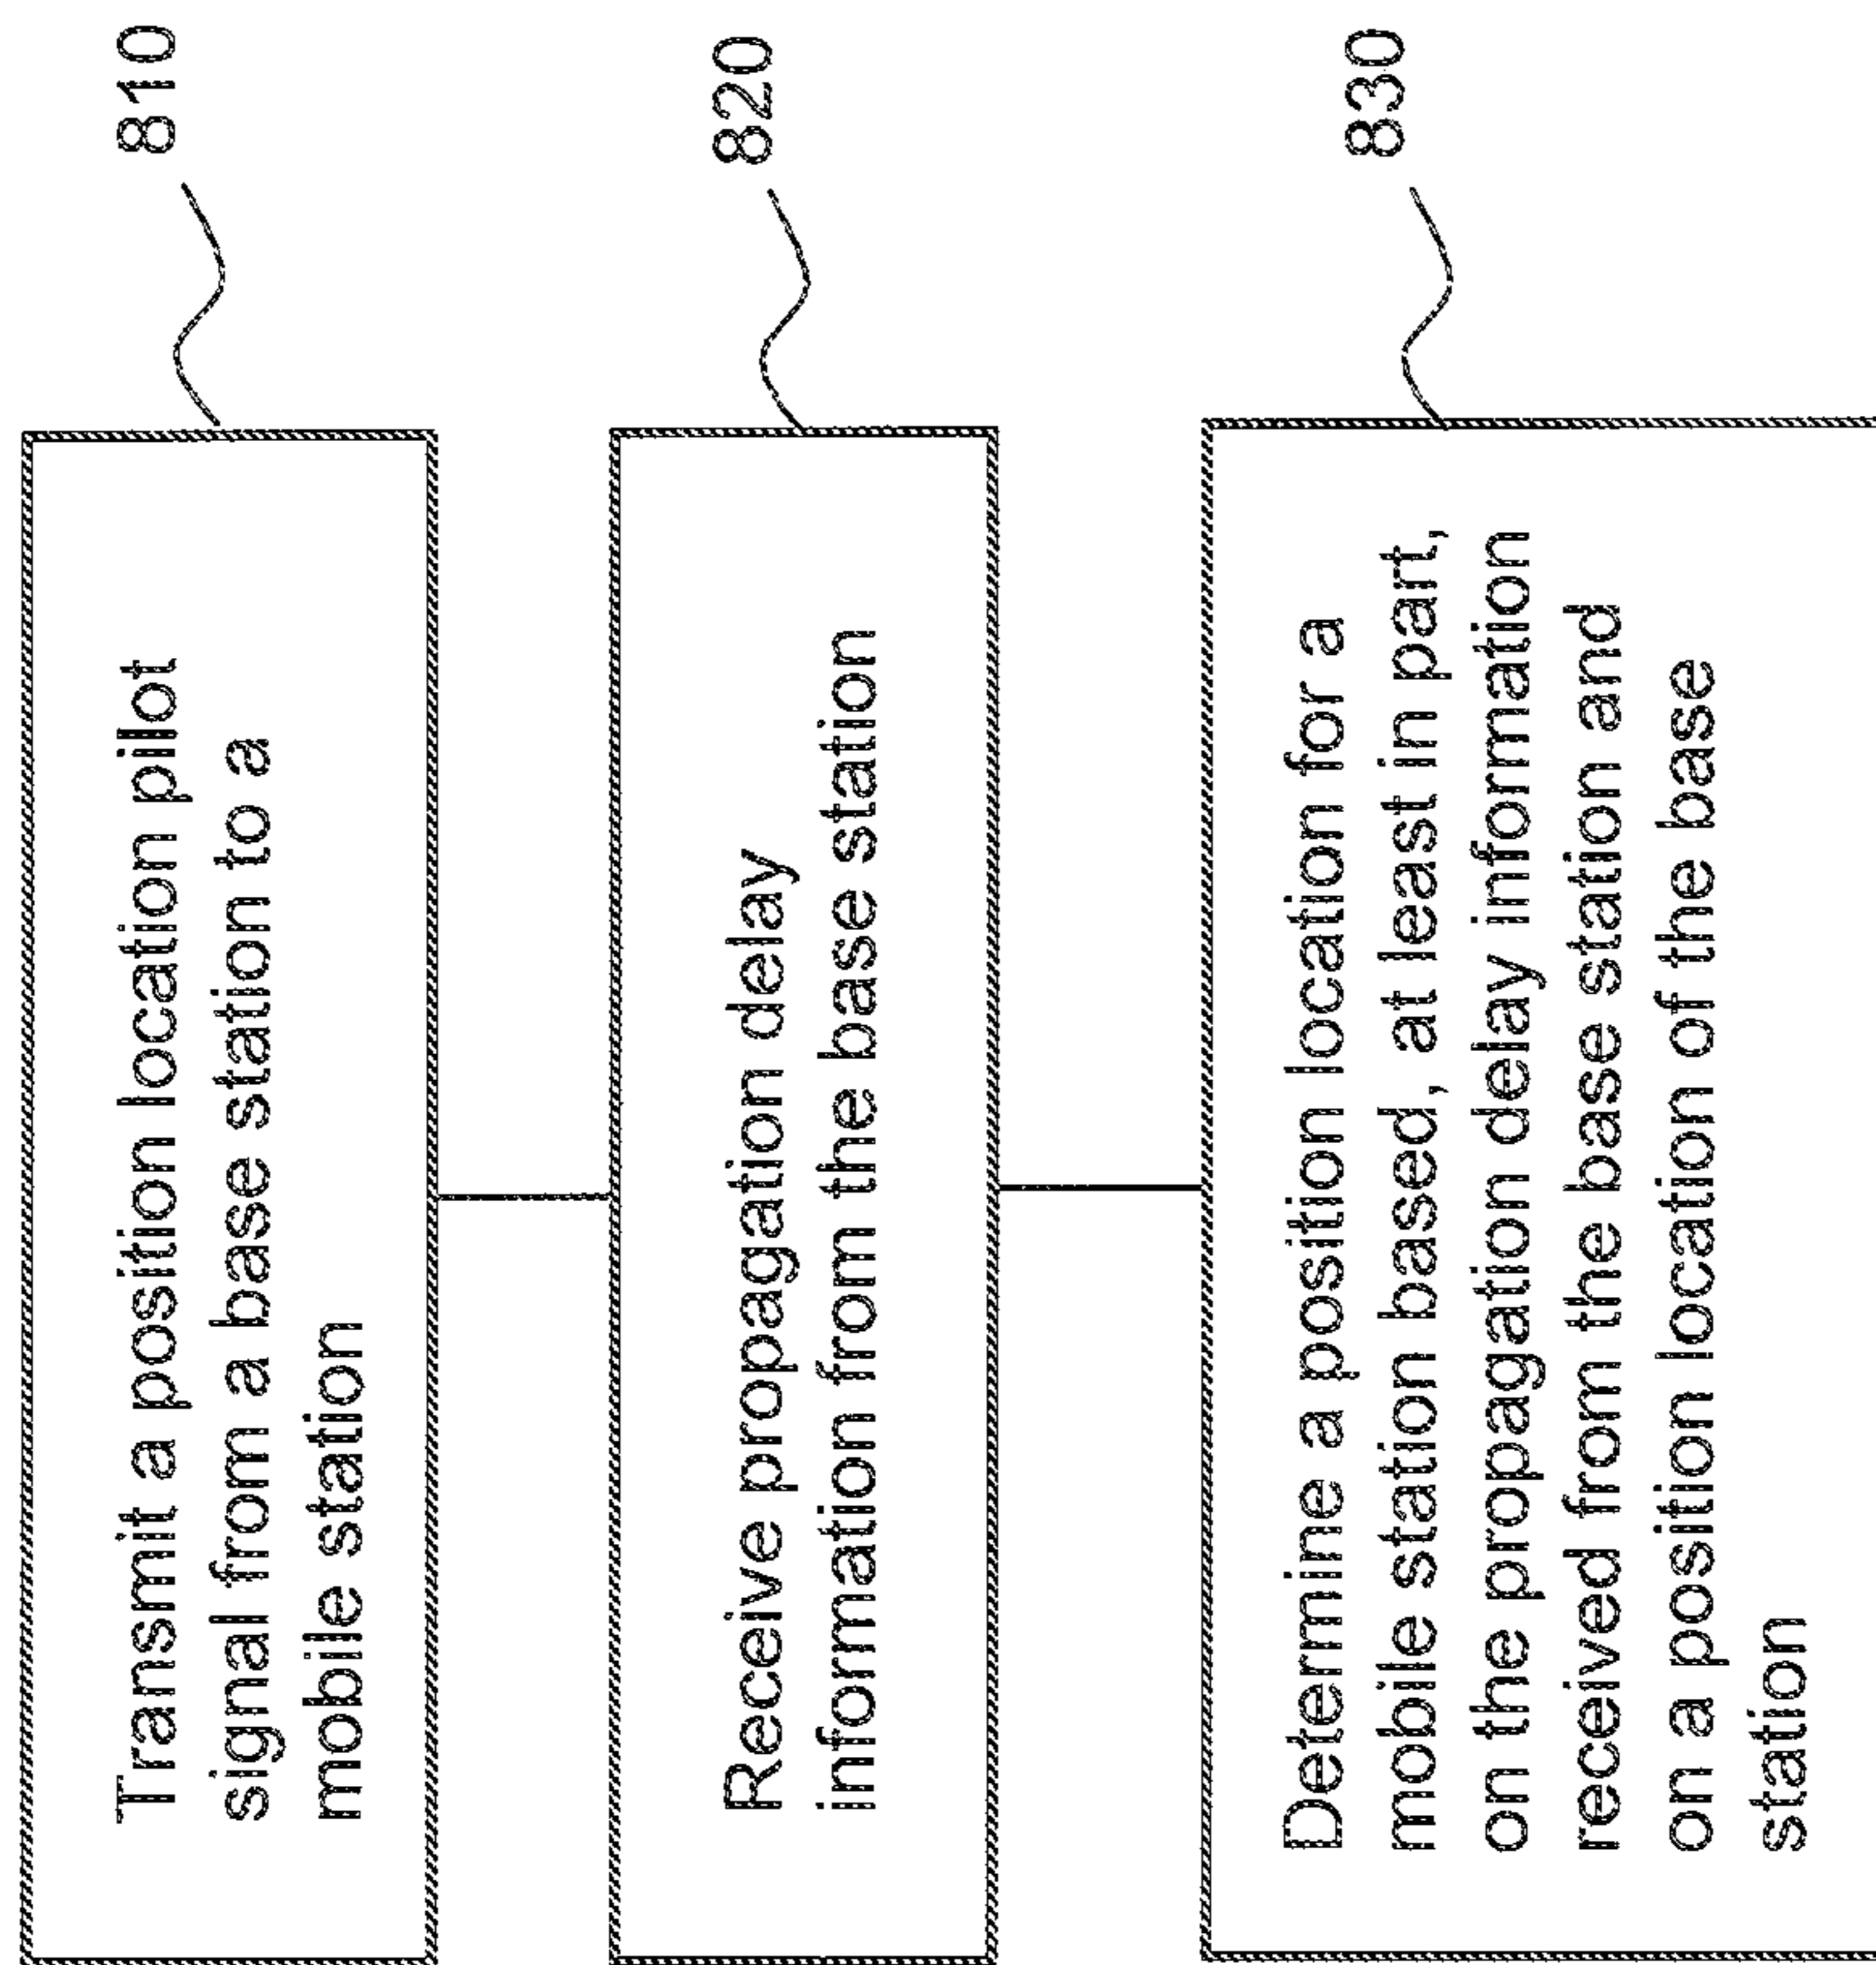 Transmit a position location pilot
signal from a base station to a
mobile station
810
Receive propagation delay
information from the base station
820
Determine a position location for a
mobile station based, at least in part,
on the propagation delay information
received from the base station and
on a position location of the base
station
830